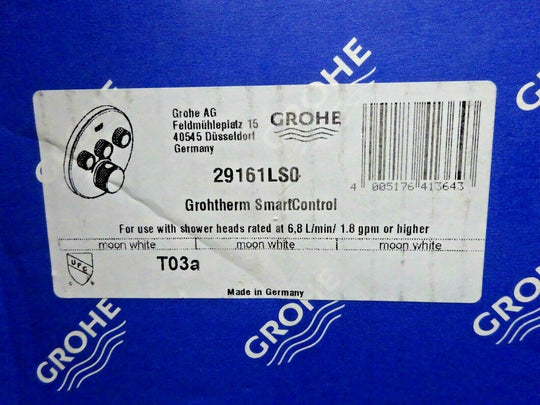 GROHE
GROHE
Grohe AG
Feldmühleplatz 15
40545 Düsseldorf
Germany
GROHE
29161LS0
4 005176 413643
Grohtherm SmartControl
For use with shower heads rated at 6,8 L/min/ 1.8 gpm or higher
moon white moon white moon white
UPC
C
T03a
Made in Germany
GROHE
GROHE
GROHE